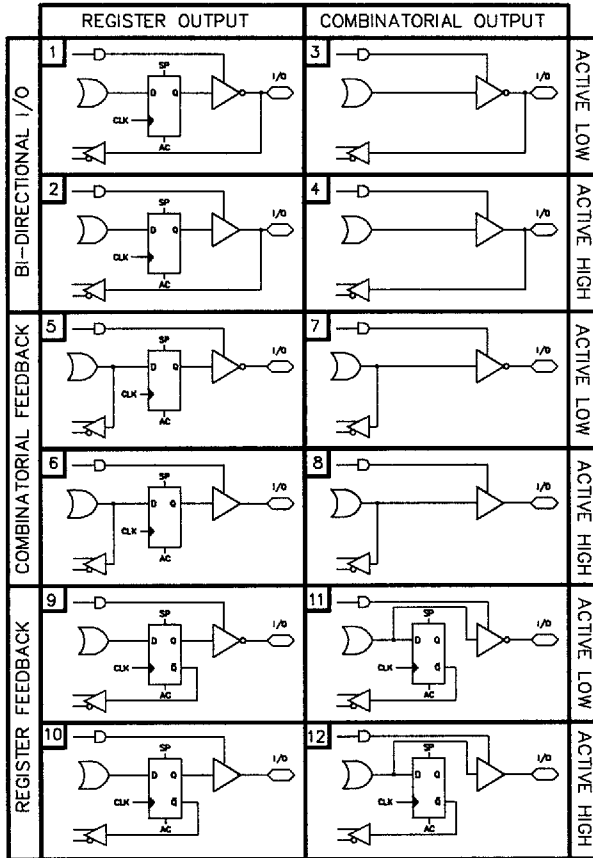 REGISTER OUTPUT
COMBINATORIAL OUTPUT
BI-DIRECTIONAL I/O
1
SP
D Q
CLK
AC
I/O
3
I/O
ACTIVE LOW
2
SP
D Q
CLK
AC
I/O
4
I/O
ACTIVE HIGH
COMBINATORIAL FEEDBACK
5
SP
D Q
CLK
AC
I/O
7
I/O
ACTIVE LOW
6
SP
D Q
CLK
AC
I/O
8
I/O
ACTIVE HIGH
REGISTER FEEDBACK
9
SP
D Q
CLK Q̅
AC
I/O
11
SP
D Q
CLK Q̅
AC
I/O
ACTIVE LOW
10
SP
D Q
CLK Q̅
AC
I/O
12
SP
D Q
CLK Q̅
AC
I/O
ACTIVE HIGH